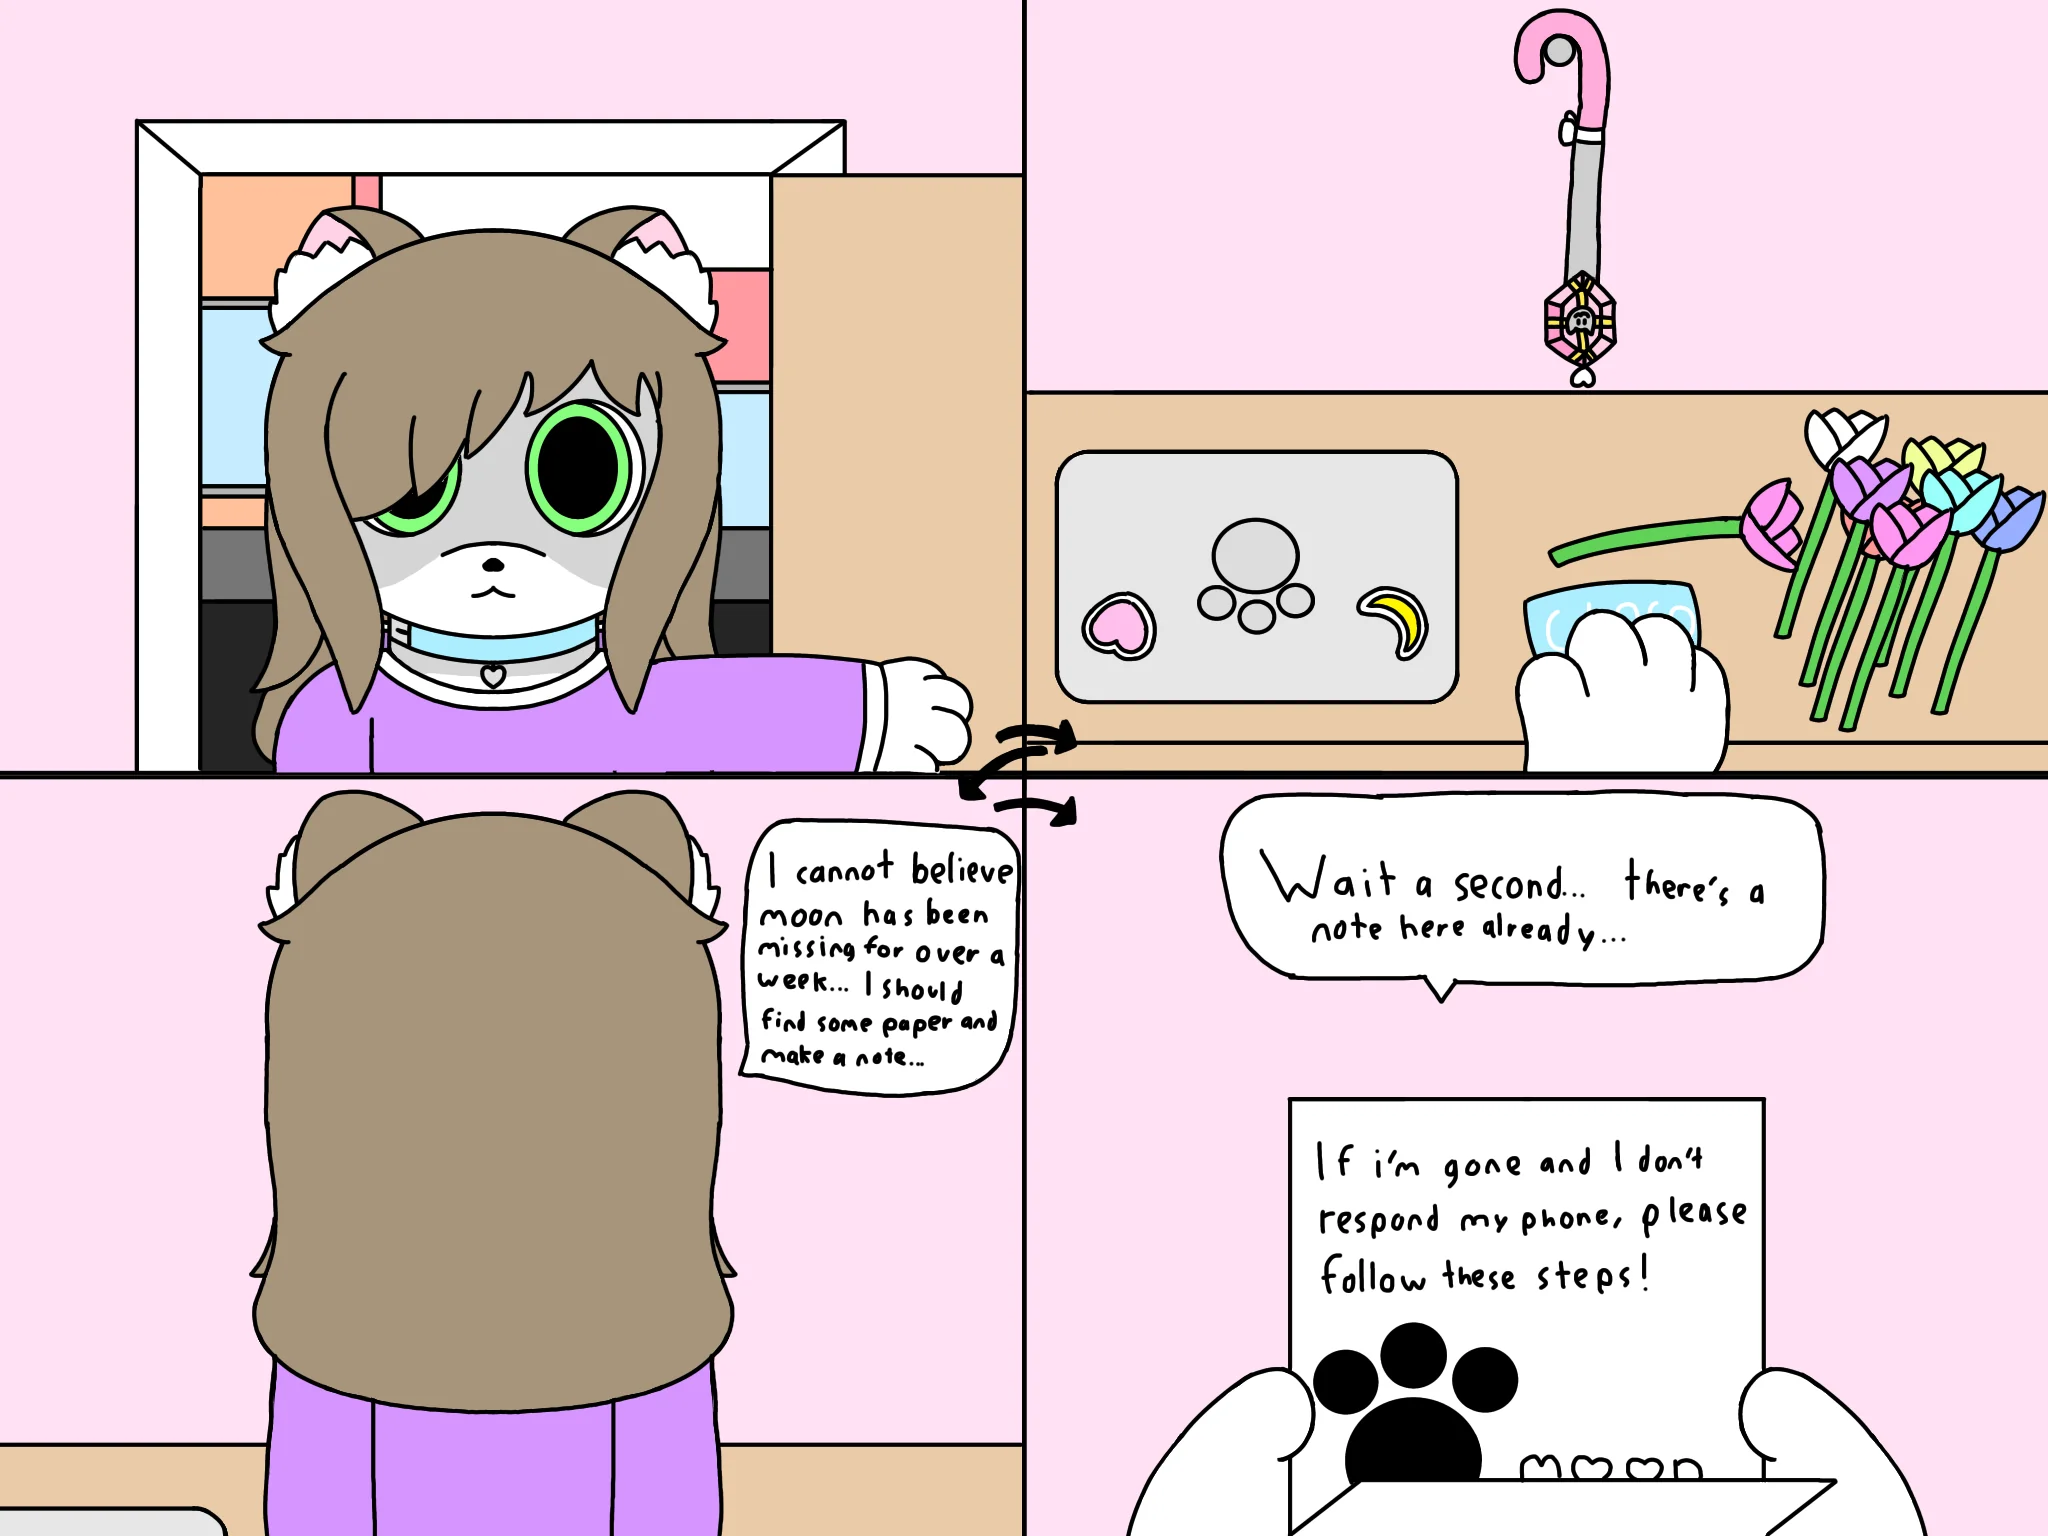 I cannot believe
moon has been
missing for over a
week... I should
find some paper and
make a note...
Wait a second... there's a
note here already...
If i'm gone and I don't
respond my phone, please
follow these steps!
moon